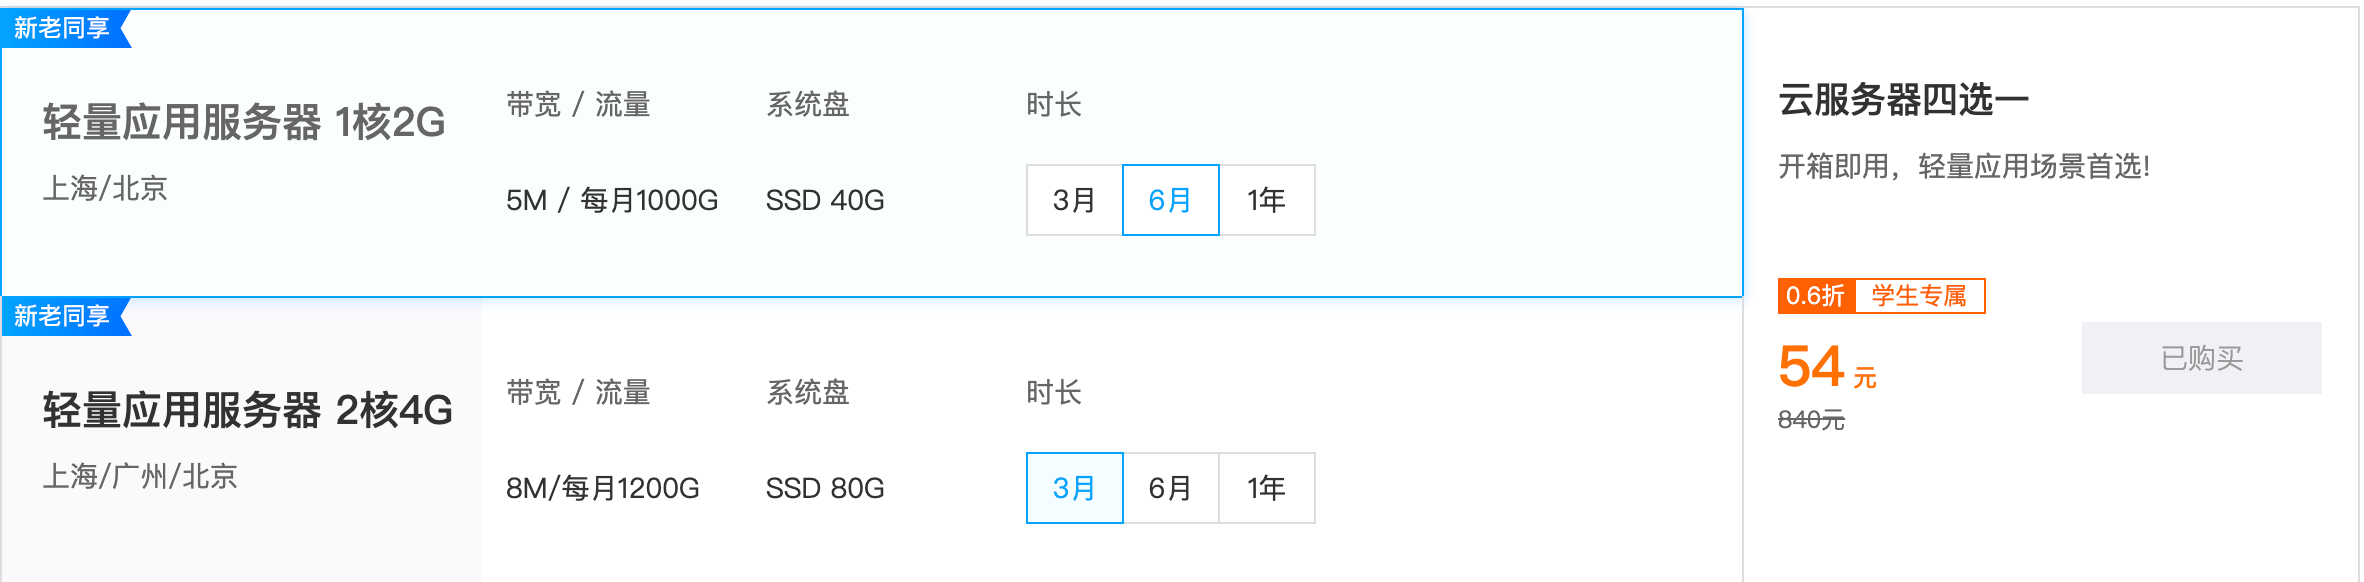 新老同享
轻量应用服务器 1核2G
上海/北京
带宽 / 流量
系统盘
时长
5M / 每月1000G
SSD 40G
3月
6月
1年
新老同享
轻量应用服务器 2核4G
上海/广州/北京
带宽 / 流量
系统盘
时长
8M/每月1200G
SSD 80G
3月
6月
1年
云服务器四选一
开箱即用，轻量应用场景首选!
0.6折 学生专属
54 元
840元
已购买